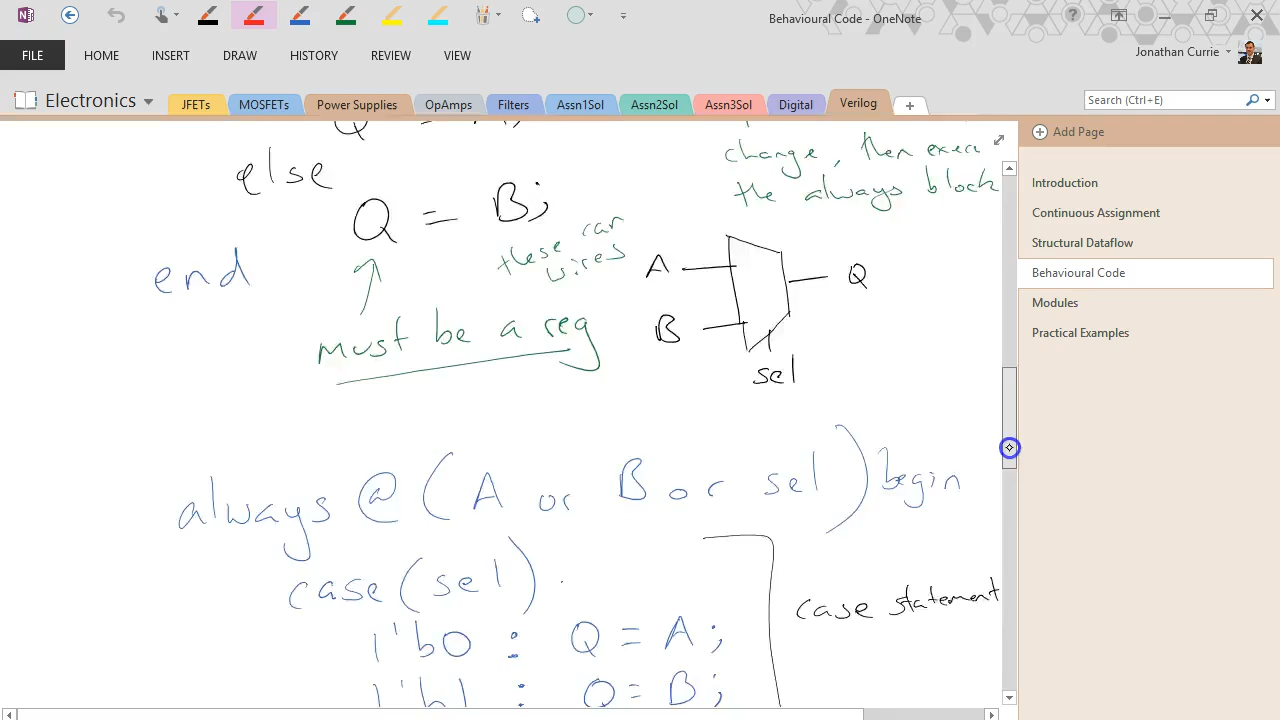 Behavioural Code - OneNote
Jonathan Currie
FILE HOME INSERT DRAW HISTORY REVIEW VIEW
Electronics
JFETs MOSFETs Power Supplies OpAmps Filters Assn1Sol Assn2Sol Assn3Sol Digital Verilog
Search (Ctrl+E)
Add Page
Introduction
Continuous Assignment
Structural Dataflow
Behavioural Code
Modules
Practical Examples
else
Q = B;
end
these can
wires
must be a reg
change, then execu
the always block
A
B
Q
sel
always @ (A or B or sel) begin
case (sel)
1'b0 : Q = A;
1'b1 : Q = B;
case statement